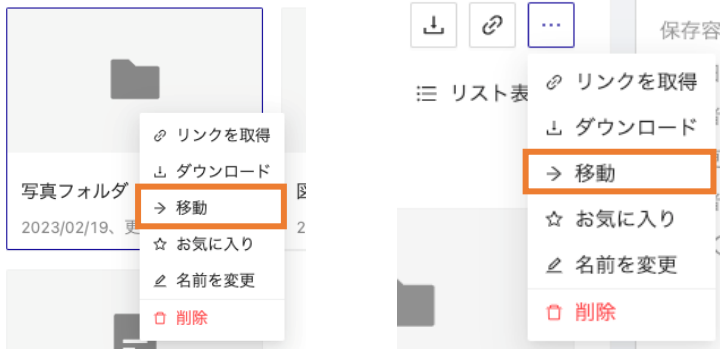 リンクを取得
ダウンロード
写真フォルダ
移動
2023/02/19、更
お気に入り
名前を変更
削除
保存容
リスト表
リンクを取得
ダウンロード
移動
お気に入り
名前を変更
削除